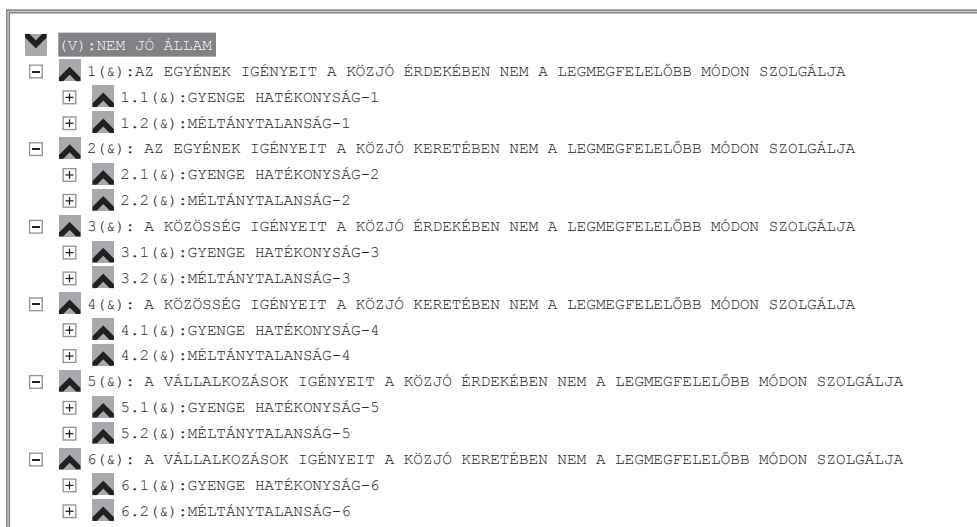 (V):NEM JÓ ÁLLAM
1(&):AZ EGYÉNEK IGÉNYEIT A KÖZJÓ ÉRDEKÉBEN NEM A LEGMEGFELELŐBB MÓDON SZOLGÁLJA
1.1(&):GYENGE HATÉKONYSÁG-1
1.2(&):MÉLTÁNYTALANSÁG-1
2(&): AZ EGYÉNEK IGÉNYEIT A KÖZJÓ KERETÉBEN NEM A LEGMEGFELELŐBB MÓDON SZOLGÁLJA
2.1(&):GYENGE HATÉKONYSÁG-2
2.2(&):MÉLTÁNYTALANSÁG-2
3(&): A KÖZÖSSÉG IGÉNYEIT A KÖZJÓ ÉRDEKÉBEN NEM A LEGMEGFELELŐBB MÓDON SZOLGÁLJA
3.1(&):GYENGE HATÉKONYSÁG-3
3.2(&):MÉLTÁNYTALANSÁG-3
4(&): A KÖZÖSSÉG IGÉNYEIT A KÖZJÓ KERETÉBEN NEM A LEGMEGFELELŐBB MÓDON SZOLGÁLJA
4.1(&):GYENGE HATÉKONYSÁG-4
4.2(&):MÉLTÁNYTALANSÁG-4
5(&): A VÁLLALKOZÁSOK IGÉNYEIT A KÖZJÓ ÉRDEKÉBEN NEM A LEGMEGFELELŐBB MÓDON SZOLGÁLJA
5.1(&):GYENGE HATÉKONYSÁG-5
5.2(&):MÉLTÁNYTALANSÁG-5
6(&): A VÁLLALKOZÁSOK IGÉNYEIT A KÖZJÓ KERETÉBEN NEM A LEGMEGFELELŐBB MÓDON SZOLGÁLJA
6.1(&):GYENGE HATÉKONYSÁG-6
6.2(&):MÉLTÁNYTALANSÁG-6